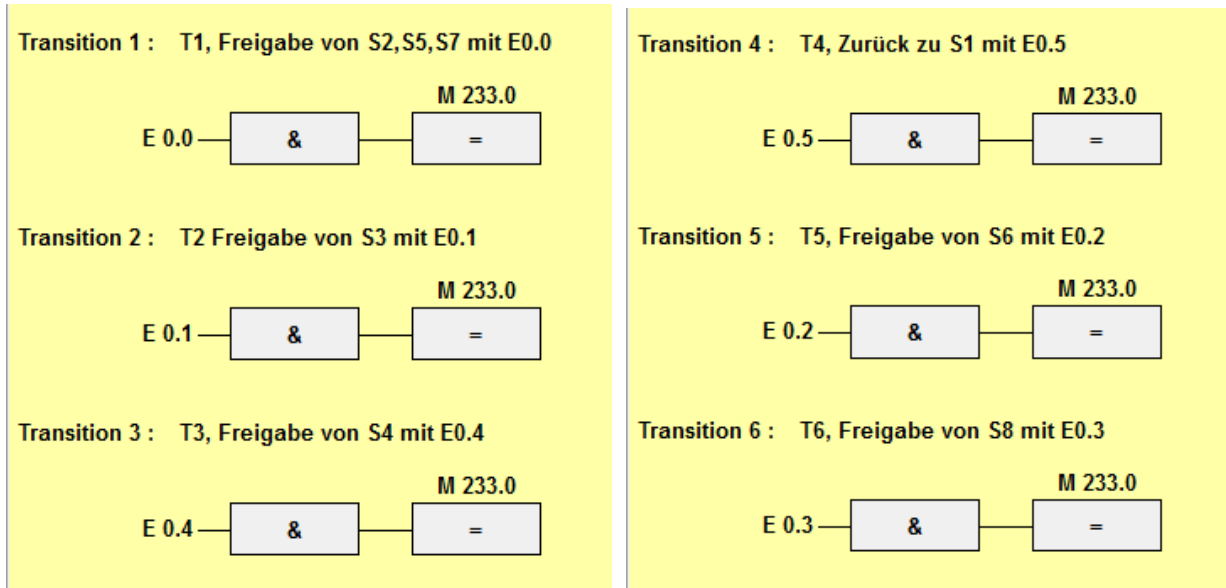 Transition 1 : T1, Freigabe von S2,S5,S7 mit E0.0
M 233.0
E 0.0 & =
Transition 2 : T2 Freigabe von S3 mit E0.1
M 233.0
E 0.1 & =
Transition 3 : T3, Freigabe von S4 mit E0.4
M 233.0
E 0.4 & =
Transition 4 : T4, Zurück zu S1 mit E0.5
M 233.0
E 0.5 & =
Transition 5 : T5, Freigabe von S6 mit E0.2
M 233.0
E 0.2 & =
Transition 6 : T6, Freigabe von S8 mit E0.3
M 233.0
E 0.3 & =